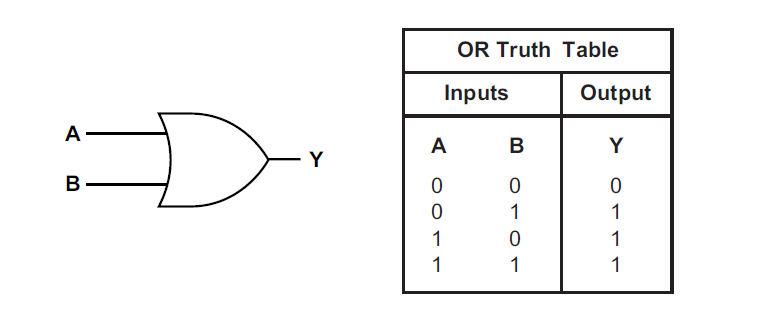 A
B
Y
OR Truth Table
Inputs Output
A B Y
0 0 0
0 1 1
1 0 1
1 1 1